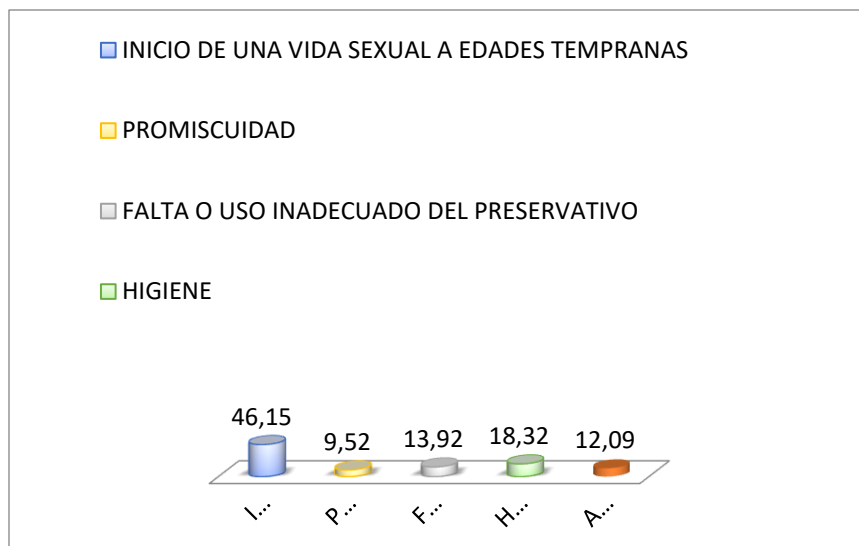 INICIO DE UNA VIDA SEXUAL A EDADES TEMPRANAS
PROMISCUIDAD
FALTA O USO INADECUADO DEL PRESERVATIVO
HIGIENE
46,15 9,52 13,92 18,32 12,09
I... P... F... H... A...